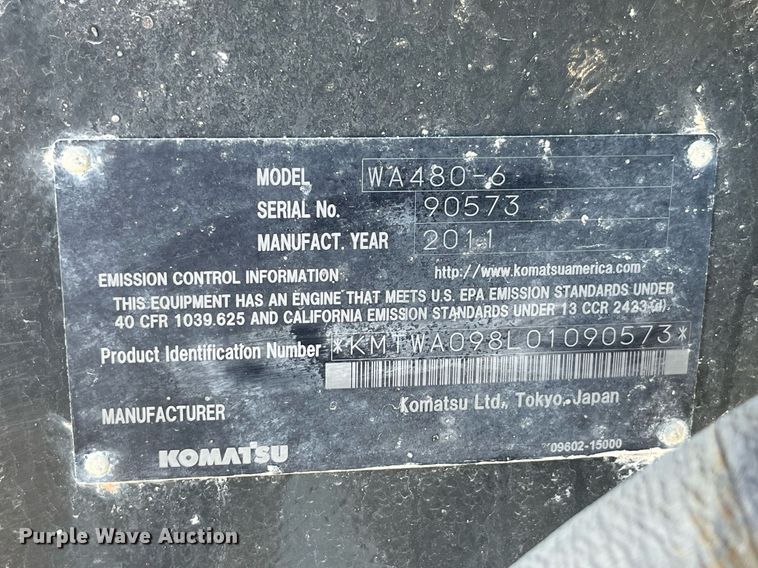 MODEL WA480-6
SERIAL No. 90573
MANUFACT. YEAR 2011
EMISSION CONTROL INFORMATION http://www.komatsuamerica.com
THIS EQUIPMENT HAS AN ENGINE THAT MEETS U.S. EPA EMISSION STANDARDS UNDER
40 CFR 1039.625 AND CALIFORNIA EMISSION STANDARDS UNDER 13 CCR 2423 (d).
Product Identification Number *KMTWA098L01090573*
MANUFACTURER Komatsu Ltd., Tokyo, Japan
KOMATSU 09602-15000
Purple Wave Auction